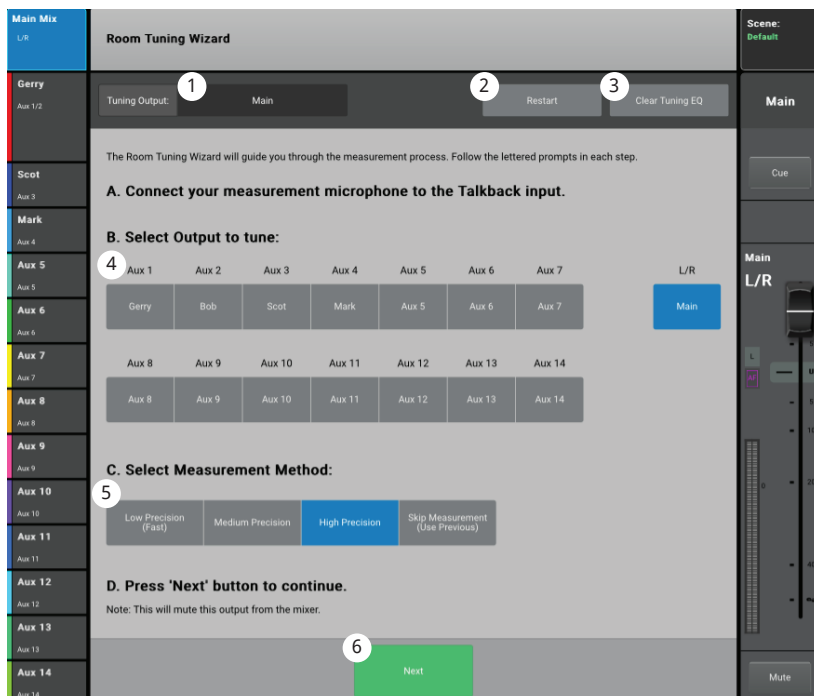 Main Mix
L/R
Room Tuning Wizard
Scene:
Default
Gerry
Aux 1/2
Scot
Aux 3
Mark
Aux 4
Aux 5
Aux 5
Aux 6
Aux 6
Aux 7
Aux 7
Aux 8
Aux 8
Aux 9
Aux 9
Aux 10
Aux 10
Aux 11
Aux 11
Aux 12
Aux 12
Aux 13
Aux 13
Aux 14
Aux 14
1
2
3
Tuning Output:
Main
Restart
Clear Tuning EQ
The Room Tuning Wizard will guide you through the measurement process. Follow the lettered prompts in each step.
A. Connect your measurement microphone to the Talkback input.
B. Select Output to tune:
4
Aux 1 Aux 2 Aux 3 Aux 4 Aux 5 Aux 6 Aux 7 L/R
Gerry Bob Scot Mark Aux 5 Aux 6 Aux 7 Main
Aux 8 Aux 9 Aux 10 Aux 11 Aux 12 Aux 13 Aux 14
Aux 8 Aux 9 Aux 10 Aux 11 Aux 12 Aux 13 Aux 14
C. Select Measurement Method:
5
Low Precision
(Fast)
Medium Precision
High Precision
Skip Measurement
(Use Previous)
D. Press 'Next' button to continue.
Note: This will mute this output from the mixer.
6
Next
Main
Cue
Main
L/R
L
5
10
0
20
40
Mute